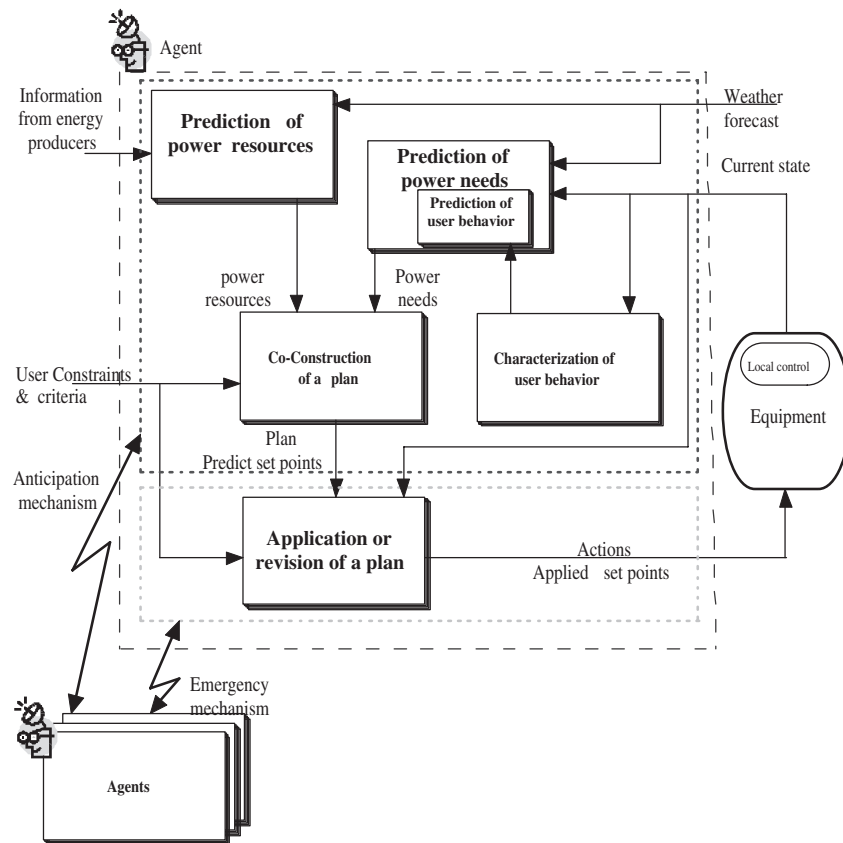 Agent
Information
from energy
producers
Prediction of
power resources
Weather
forecast
Prediction of
power needs
Current state
Prediction of
user behavior
power
resources
Power
needs
Co-Construction
of a plan
Characterization of
user behavior
Local control
Equipment
User Constraints
& criteria
Plan
Predict set points
Anticipation
mechanism
Application or
revision of a plan
Actions
Applied set points
Emergency
mechanism
Agents